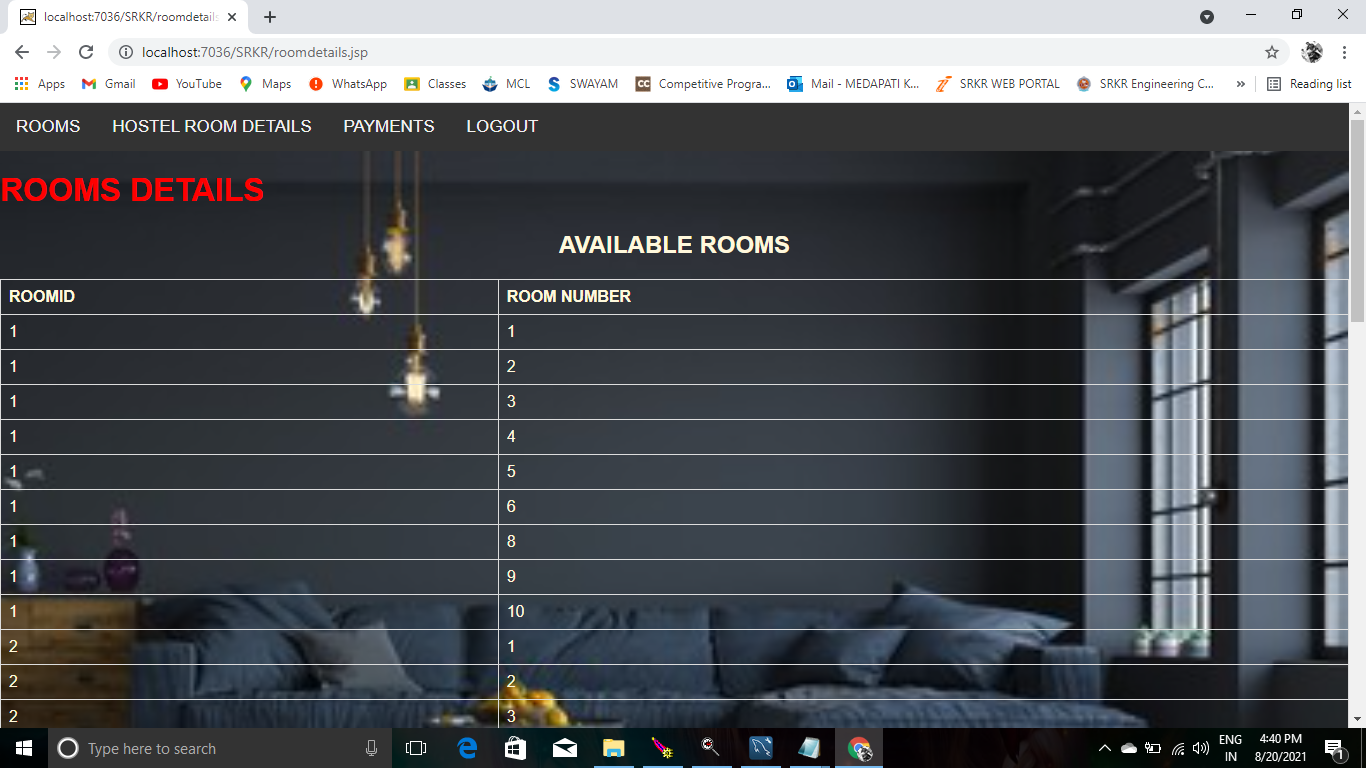 localhost:7036/SRKR/roomdetails
localhost:7036/SRKR/roomdetails.jsp
Apps Gmail YouTube Maps WhatsApp Classes MCL SWAYAM Competitive Progra... Mail - MEDAPATI K... SRKR WEB PORTAL SRKR Engineering C... » Reading list
ROOMS HOSTEL ROOM DETAILS PAYMENTS LOGOUT
ROOMS DETAILS
AVAILABLE ROOMS
ROOMID ROOM NUMBER
1 1
1 2
1 3
1 4
1 5
1 6
1 8
1 9
1 10
2 1
2 2
2 3
Type here to search
ENG 4:40 PM
IN 8/20/2021 1